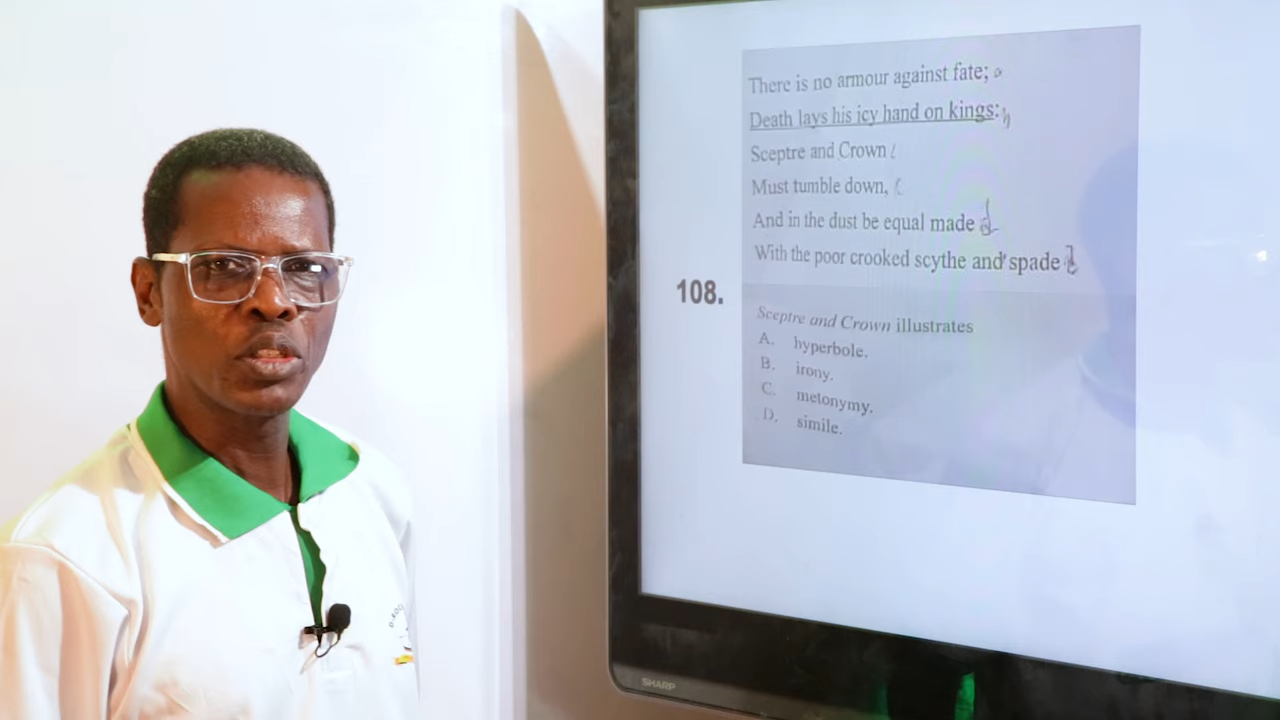 There is no armour against fate;
Death lays his icy hand on kings:
Sceptre and Crown
Must tumble down,
And in the dust be equal made
With the poor crooked scythe and spade
108.
Sceptre and Crown illustrates
A. hyperbole.
B. irony.
C. metonymy.
D. simile.
SHARP